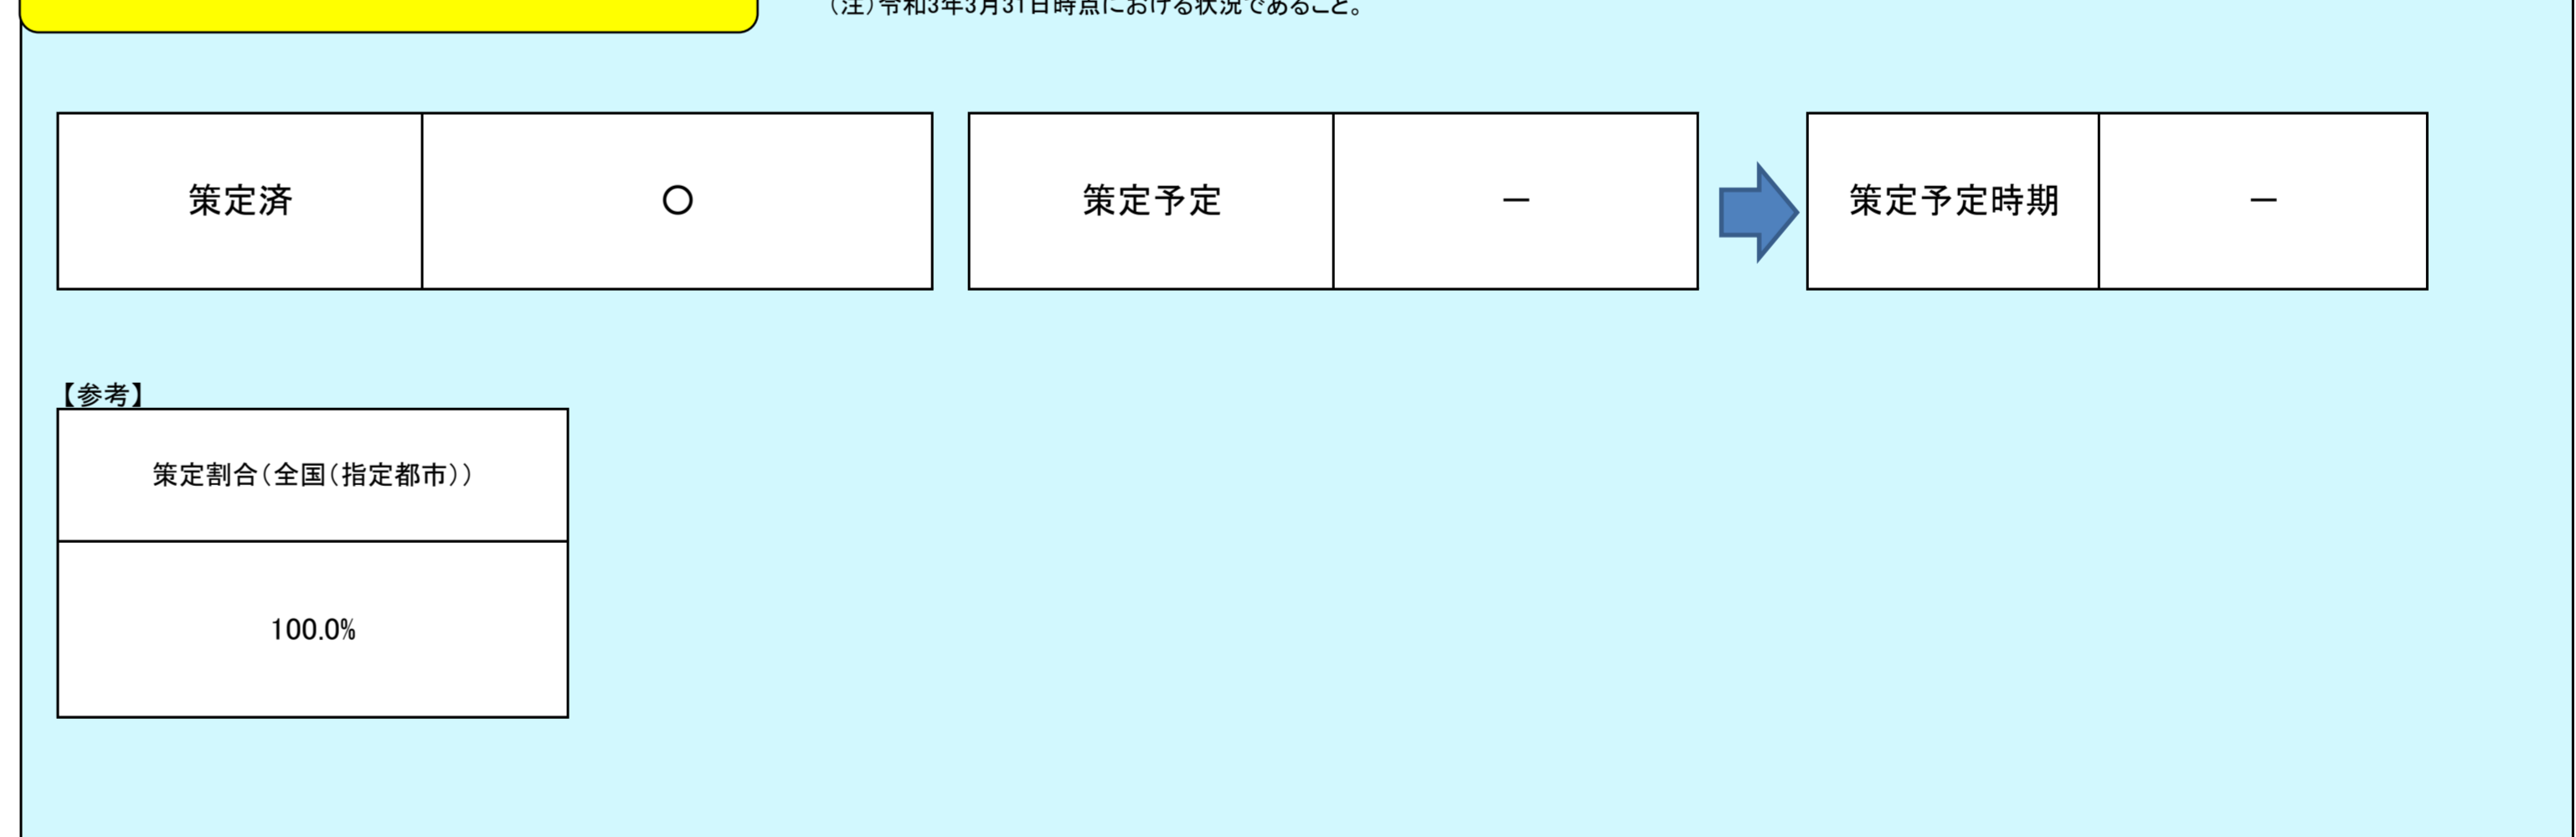 （注）令和3年3月31日時点における状況であること。
策定済 ○ 策定予定 － 策定予定時期 －
【参考】
策定割合（全国（指定都市））
100.0%